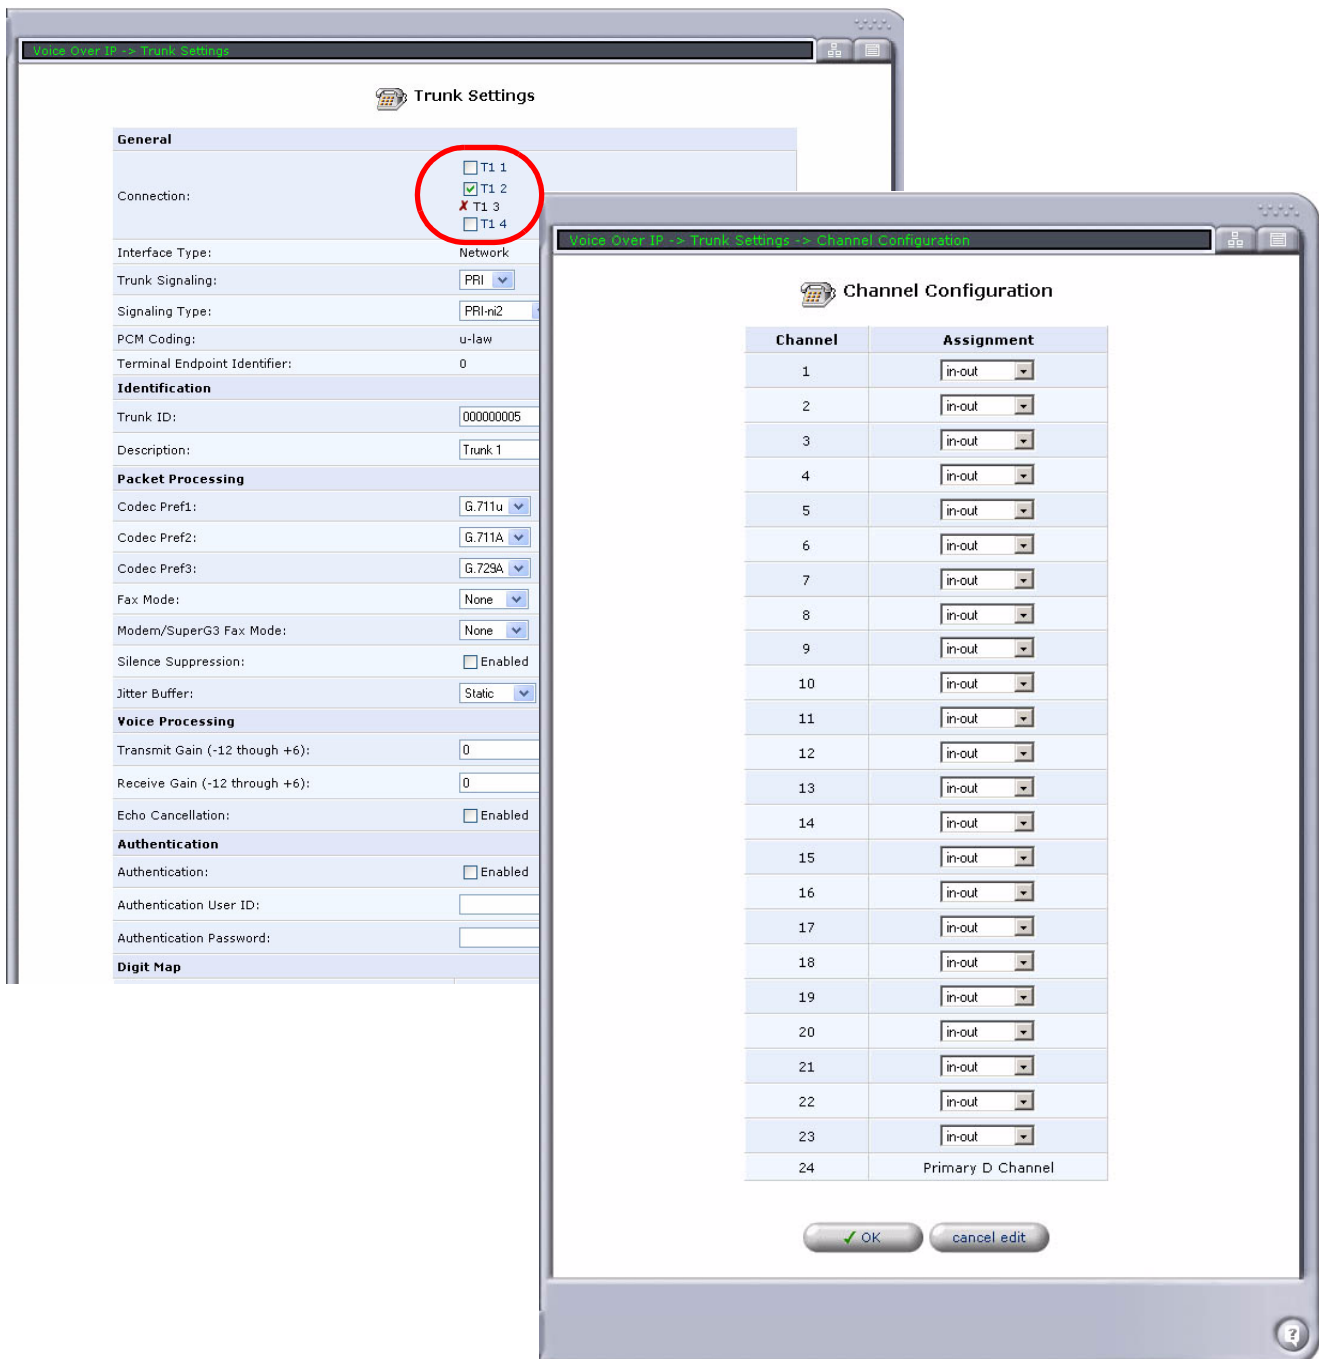 Voice Over IP -> Trunk Settings
Trunk Settings
General
Connection:
T1 1
T1 2
✗ T1 3
T1 4
Interface Type: Network
Trunk Signaling: PRI
Signaling Type: PRI-ni2
PCM Coding: u-law
Terminal Endpoint Identifier: 0
Identification
Trunk ID: 000000005
Description: Trunk 1
Packet Processing
Codec Pref1: G.711u
Codec Pref2: G.711A
Codec Pref3: G.729A
Fax Mode: None
Modem/SuperG3 Fax Mode: None
Silence Suppression: Enabled
Jitter Buffer: Static
Voice Processing
Transmit Gain (-12 though +6): 0
Receive Gain (-12 through +6): 0
Echo Cancellation: Enabled
Authentication
Authentication: Enabled
Authentication User ID:
Authentication Password:
Digit Map
Voice Over IP -> Trunk Settings -> Channel Configuration
Channel Configuration
Channel Assignment
1 in-out
2 in-out
3 in-out
4 in-out
5 in-out
6 in-out
7 in-out
8 in-out
9 in-out
10 in-out
11 in-out
12 in-out
13 in-out
14 in-out
15 in-out
16 in-out
17 in-out
18 in-out
19 in-out
20 in-out
21 in-out
22 in-out
23 in-out
24 Primary D Channel
✓ OK
cancel edit
?